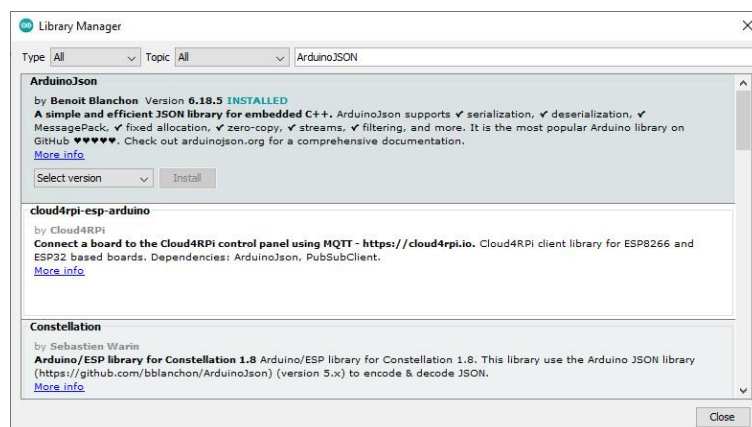 Library Manager
Type All Topic All ArduinoJSON
ArduinoJson
by Benoit Blanchon Version 6.18.5 INSTALLED
A simple and efficient JSON library for embedded C++. ArduinoJson supports ✔ serialization, ✔ deserialization, ✔
MessagePack, ✔ fixed allocation, ✔ zero-copy, ✔ streams, ✔ filtering, and more. It is the most popular Arduino library on
GitHub ♥♥♥♥♥. Check out arduinojson.org for a comprehensive documentation.
More info
Select version Install
cloud4rpi-esp-arduino
by Cloud4RPi
Connect a board to the Cloud4RPi control panel using MQTT - https://cloud4rpi.io. Cloud4RPi client library for ESP8266 and
ESP32 based boards. Dependencies: ArduinoJson, PubSubClient.
More info
Constellation
by Sebastien Warin
Arduino/ESP library for Constellation 1.8 Arduino/ESP library for Constellation 1.8. This library use the Arduino JSON library
(https://github.com/bblanchon/ArduinoJson) (version 5.x) to encode & decode JSON.
More info
Close